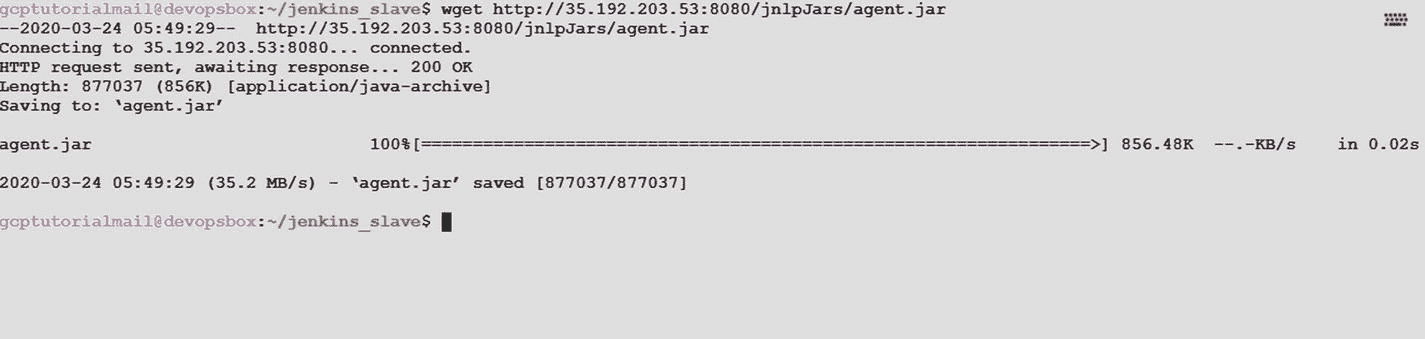 gcptutorialmail@devopsbox:~/jenkins_slave$ wget http://35.192.203.53:8080/jnlpJars/agent.jar
--2020-03-24 05:49:29--  http://35.192.203.53:8080/jnlpJars/agent.jar
Connecting to 35.192.203.53:8080... connected.
HTTP request sent, awaiting response... 200 OK
Length: 877037 (856K) [application/java-archive]
Saving to: ‘agent.jar’
agent.jar 100%[=================================================================>] 856.48K --.-KB/s in 0.02s
2020-03-24 05:49:29 (35.2 MB/s) - ‘agent.jar’ saved [877037/877037]
gcptutorialmail@devopsbox:~/jenkins_slave$